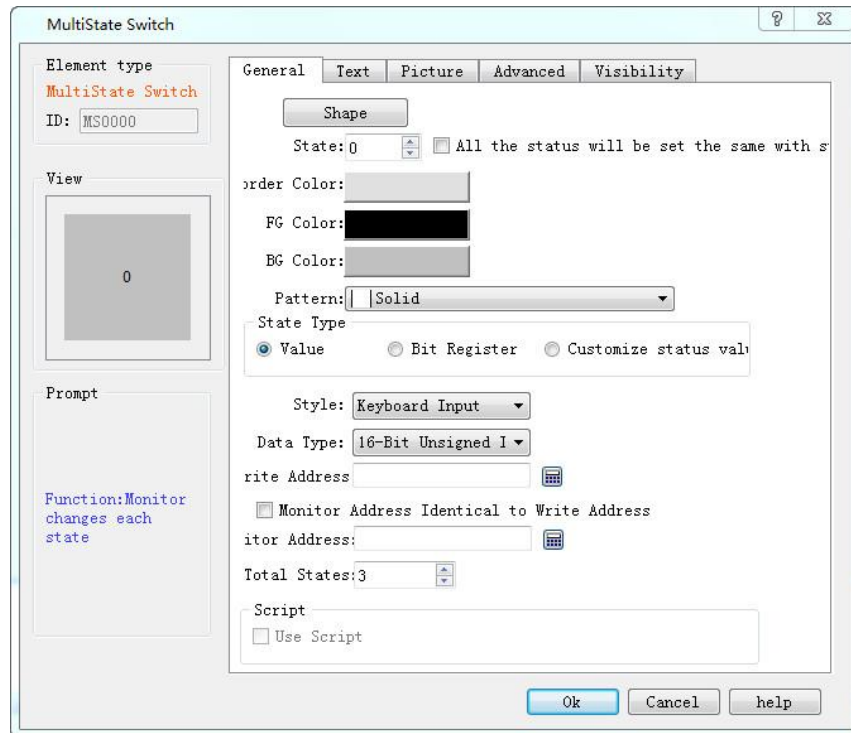 MultiState Switch
Element type
MultiState Switch
ID: MS0000
View
0
Prompt
Function:Monitor
changes each
state
General Text Picture Advanced Visibility
Shape
State: 0 All the status will be set the same with s
order Color:
FG Color:
BG Color:
Pattern: Solid
State Type
Value Bit Register Customize status valu
Style: Keyboard Input
Data Type: 16-Bit Unsigned I
rite Address
Monitor Address Identical to Write Address
itor Address:
Total States: 3
Script
Use Script
Ok Cancel help